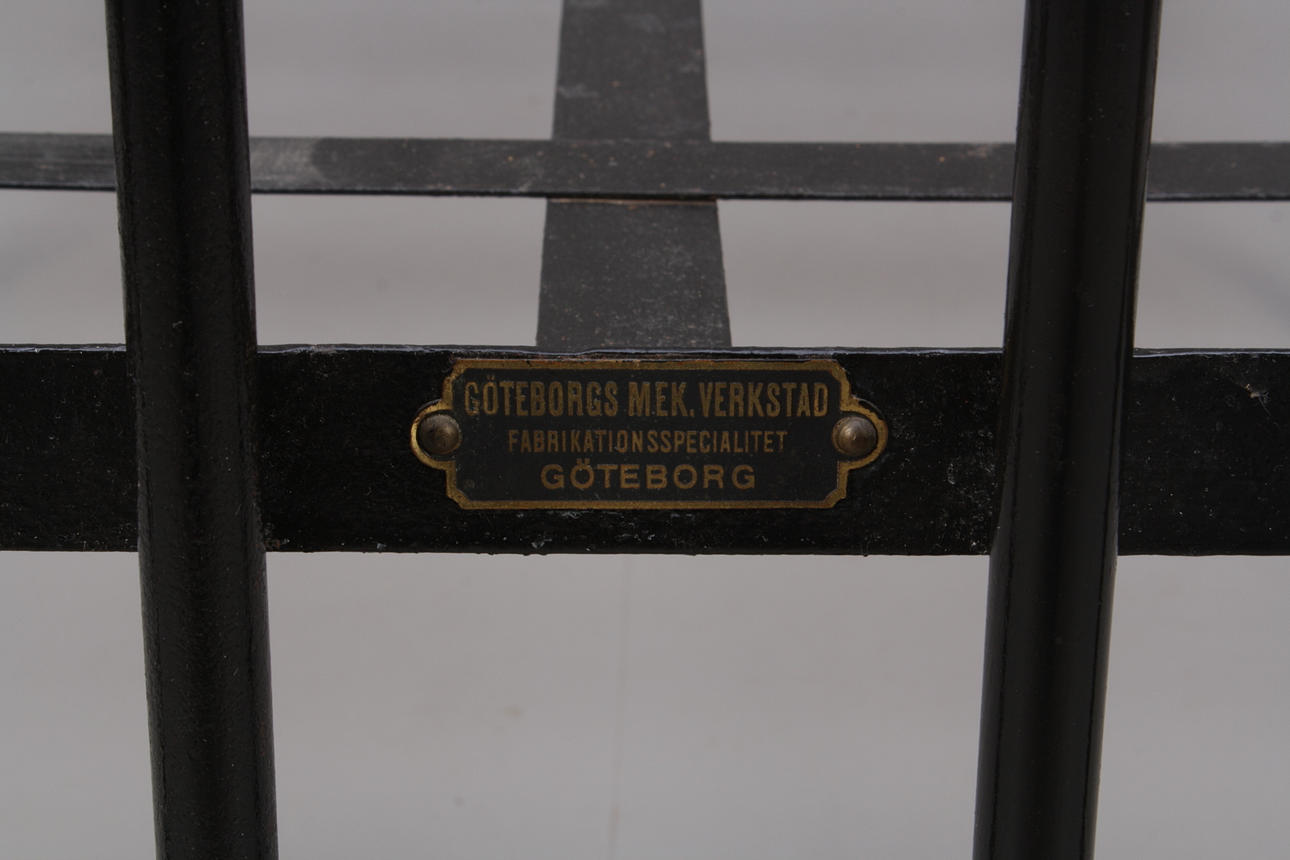 GÖTEBORGS MEK. VERKSTAD
FABRIKATIONSSPECIALITET
GÖTEBORG